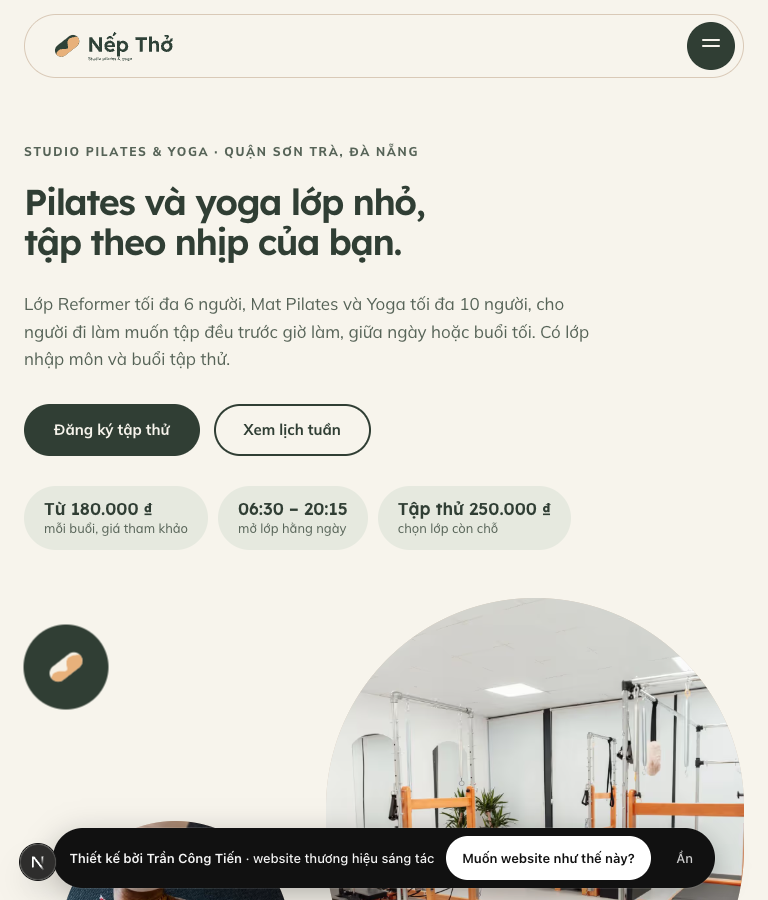 Nếp Thở
Studio pilates & yoga
STUDIO PILATES & YOGA · QUẬN SƠN TRÀ, ĐÀ NẴNG
Pilates và yoga lớp nhỏ,
tập theo nhịp của bạn.
Lớp Reformer tối đa 6 người, Mat Pilates và Yoga tối đa 10 người, cho
người đi làm muốn tập đều trước giờ làm, giữa ngày hoặc buổi tối. Có lớp
nhập môn và buổi tập thử.
Đăng ký tập thử
Xem lịch tuần
Từ 180.000 ₫
mỗi buổi, giá tham khảo
06:30 – 20:15
mở lớp hằng ngày
Tập thử 250.000 ₫
chọn lớp còn chỗ
N
Thiết kế bởi Trần Công Tiến · website thương hiệu sáng tác
Muốn website như thế này?
Ẩn